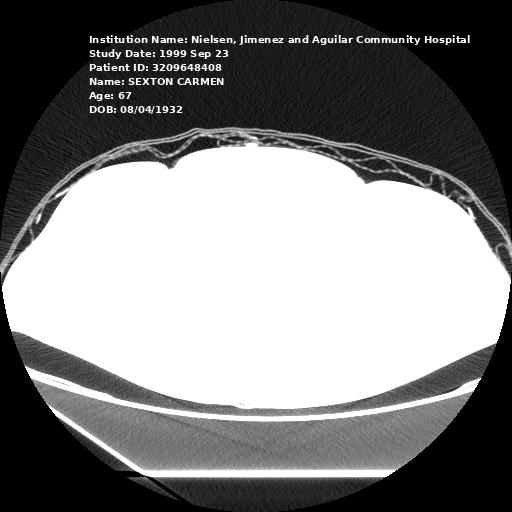 Institution Name: Nielsen, Jimenez and Aguilar Community Hospital
Study Date: 1999 Sep 23
Patient ID: 3209648408
Name: SEXTON CARMEN
Age: 67
DOB: 08/04/1932